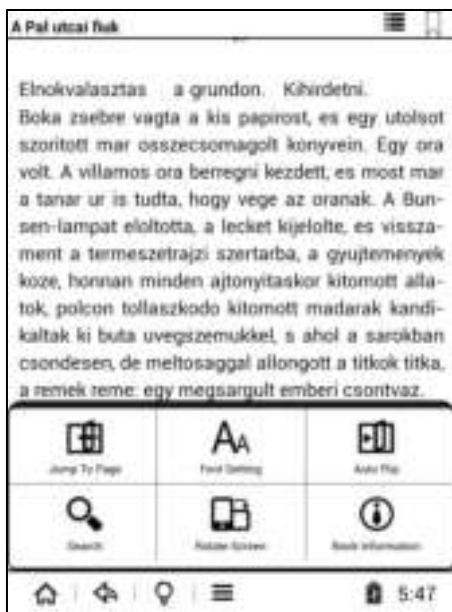 A Pal utcai fiuk
Elnokvalasztas a grundon. Kihirdetni.
Boka zsebre vagta a kis papirost, es egy utolsot
szoritott mar osszecsomagolt konyvein. Egy ora
volt. A villamos ora berregni kezdett, es most mar
a tanar ur is tudta, hogy vege az oranak. A Bun-
sen-lampat eloltotta, a lecket kijelolte, es vissza-
ment a termeszetrajzi szertarba, a gyujtemenyek
koze, honnan minden ajtonyitaskor kitomott alla-
tok, polcon tollaszkodo kitomott madarak kandi-
kaltak ki buta uvegszemukkel, s ahol a sarokban
csondesen, de meltosaggal allongott a titkok titka,
a remek reme: egy megsargult emberi csontvaz.
Jump To Page
Font Setting
Auto Flip
Search
Rotate Screen
Book Information
5:47